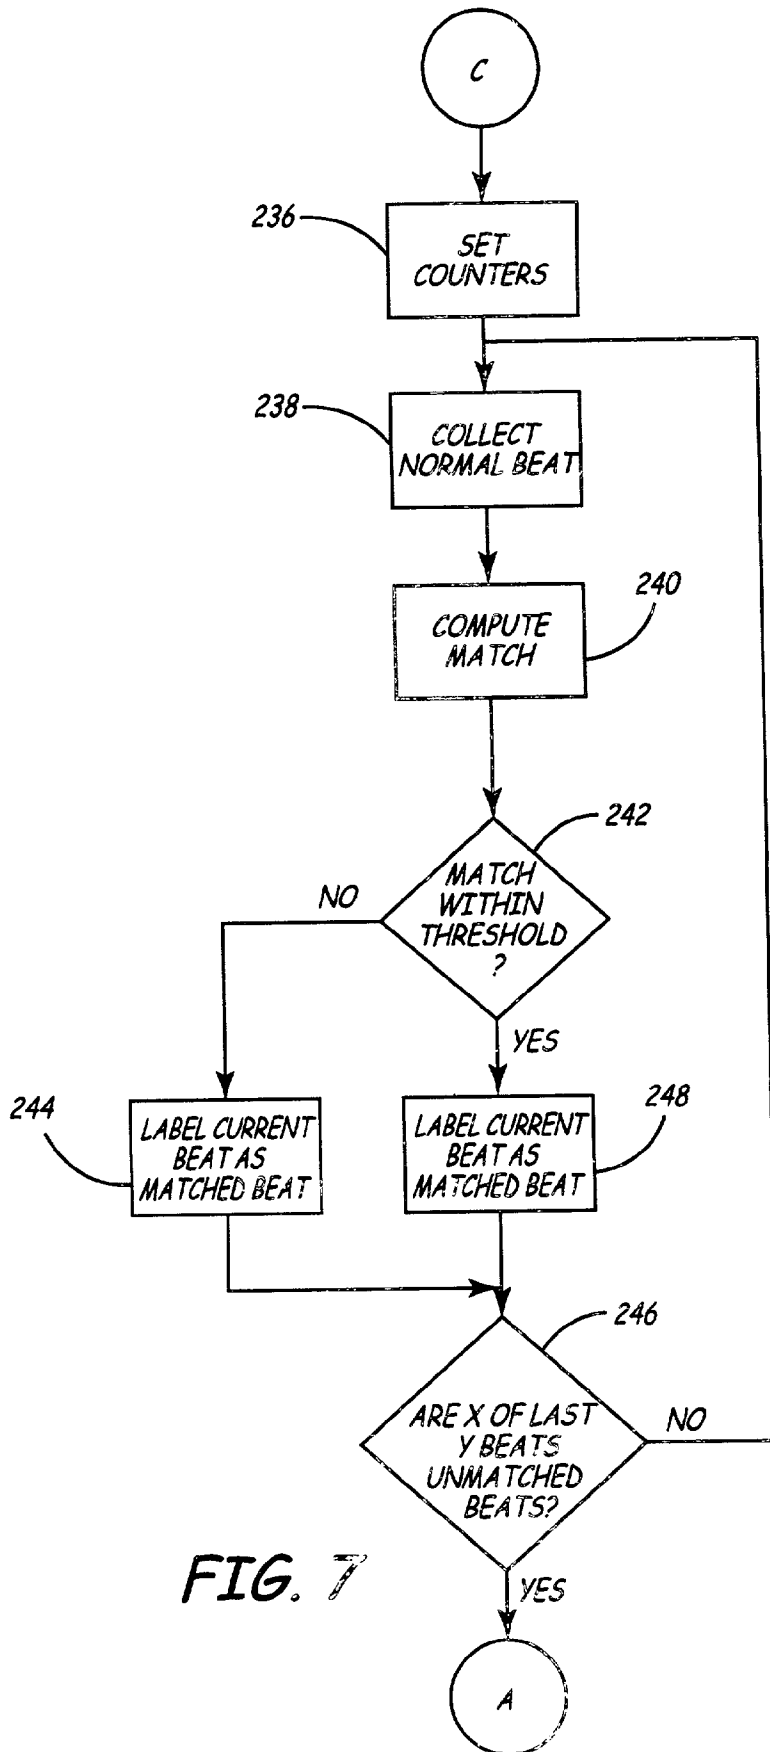 C
236
SET
COUNTERS
238
COLLECT
NORMAL BEAT
240
COMPUTE
MATCH
242
MATCH
WITHIN
THRESHOLD
?
NO
YES
244
LABEL CURRENT
BEAT AS
MATCHED BEAT
248
LABEL CURRENT
BEAT AS
MATCHED BEAT
246
ARE X OF LAST
Y BEATS
UNMATCHED
BEATS?
NO
YES
FIG. 7
A